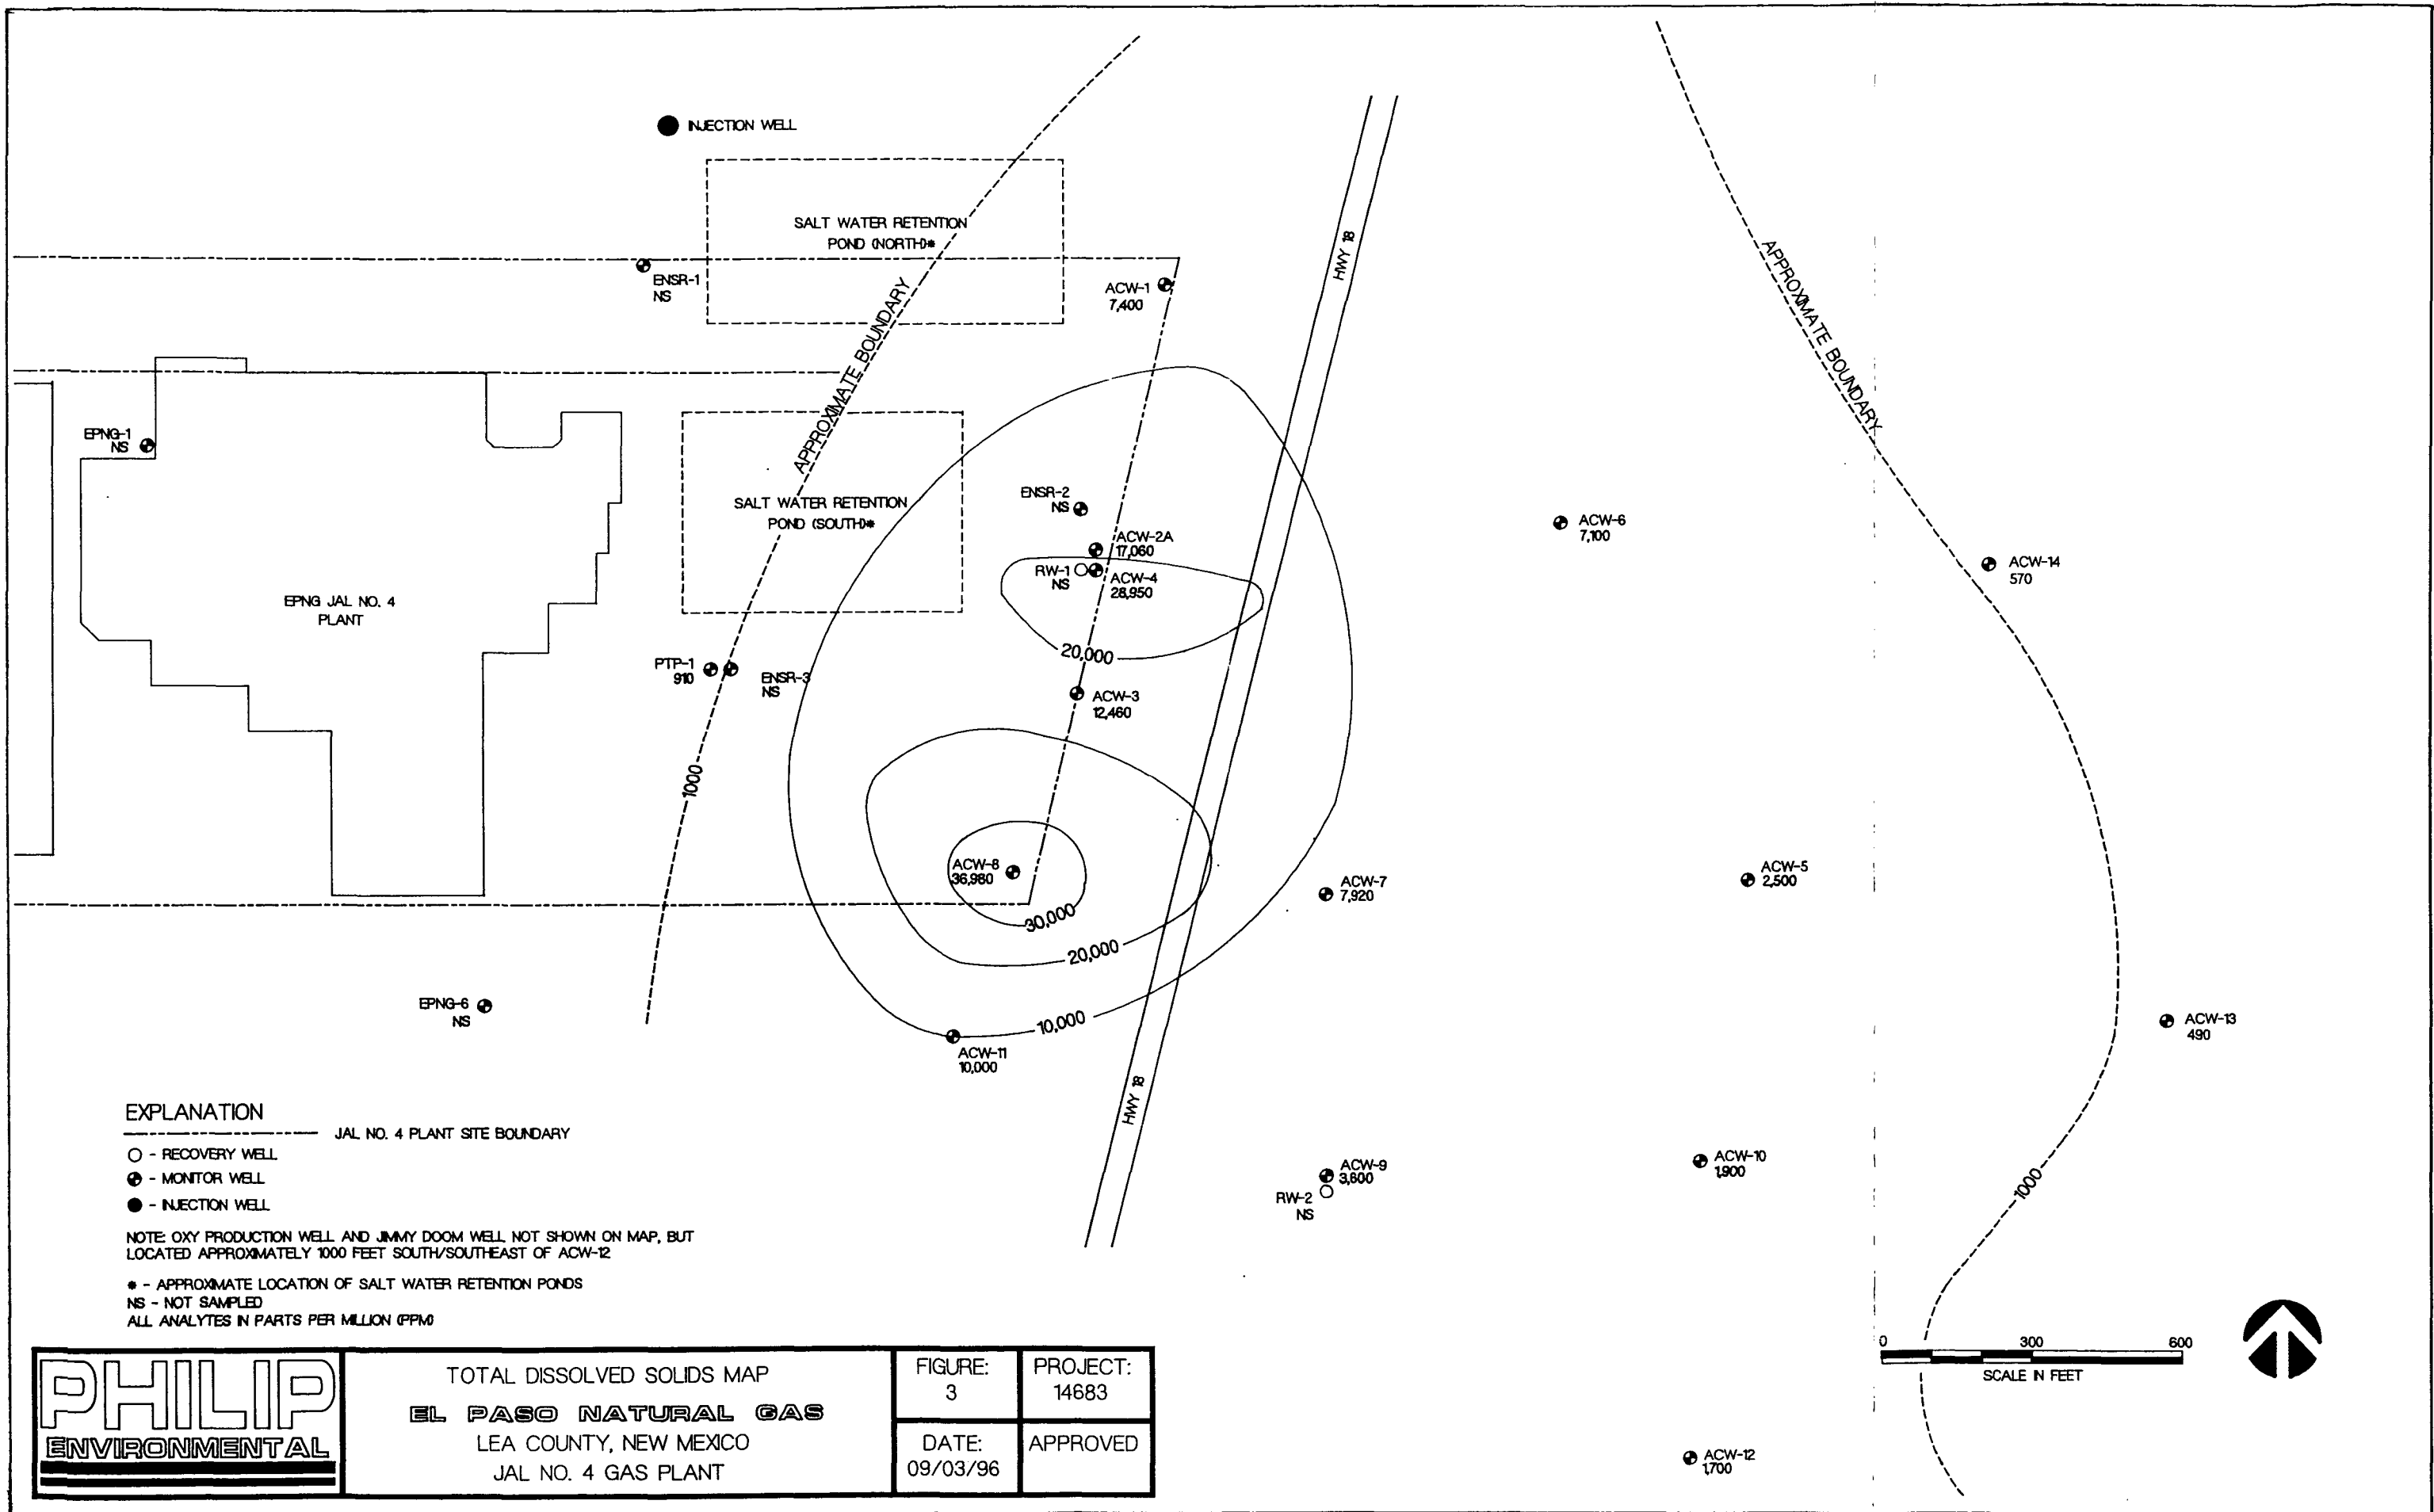 INJECTION WELL
SALT WATER RETENTION
POND (NORTH)*
HWY 18
APPROXIMATE BOUNDARY
ENSR-1
NS
ACW-1
7,400
APPROXIMATE BOUNDARY
EPNG-1
NS
SALT WATER RETENTION
POND (SOUTH)*
ENSR-2
NS
ACW-2A
17,060
RW-1
NS
ACW-4
28,950
ACW-6
7,100
ACW-14
570
EPNG JAL NO. 4
PLANT
20,000
PTP-1
910
ENSR-3
NS
ACW-3
12,460
1000
ACW-8
36,980
30,000
20,000
10,000
ACW-7
7,920
ACW-5
2,500
EPNG-6
NS
ACW-11
10,000
ACW-13
490
HWY 18
ACW-9
3,600
RW-2
NS
ACW-10
1,900
1000
EXPLANATION
JAL NO. 4 PLANT SITE BOUNDARY
- RECOVERY WELL
- MONITOR WELL
- INJECTION WELL
NOTE: OXY PRODUCTION WELL AND JIMMY DOOM WELL NOT SHOWN ON MAP, BUT
LOCATED APPROXIMATELY 1000 FEET SOUTH/SOUTHEAST OF ACW-12
* - APPROXIMATE LOCATION OF SALT WATER RETENTION PONDS
NS - NOT SAMPLED
ALL ANALYTES IN PARTS PER MILLION (PPM)
0 300 600
SCALE IN FEET
ACW-12
1,700
PHILIP
ENVIRONMENTAL
TOTAL DISSOLVED SOLIDS MAP
EL PASO NATURAL GAS
LEA COUNTY, NEW MEXICO
JAL NO. 4 GAS PLANT
FIGURE:
3
PROJECT:
14683
DATE:
09/03/96
APPROVED